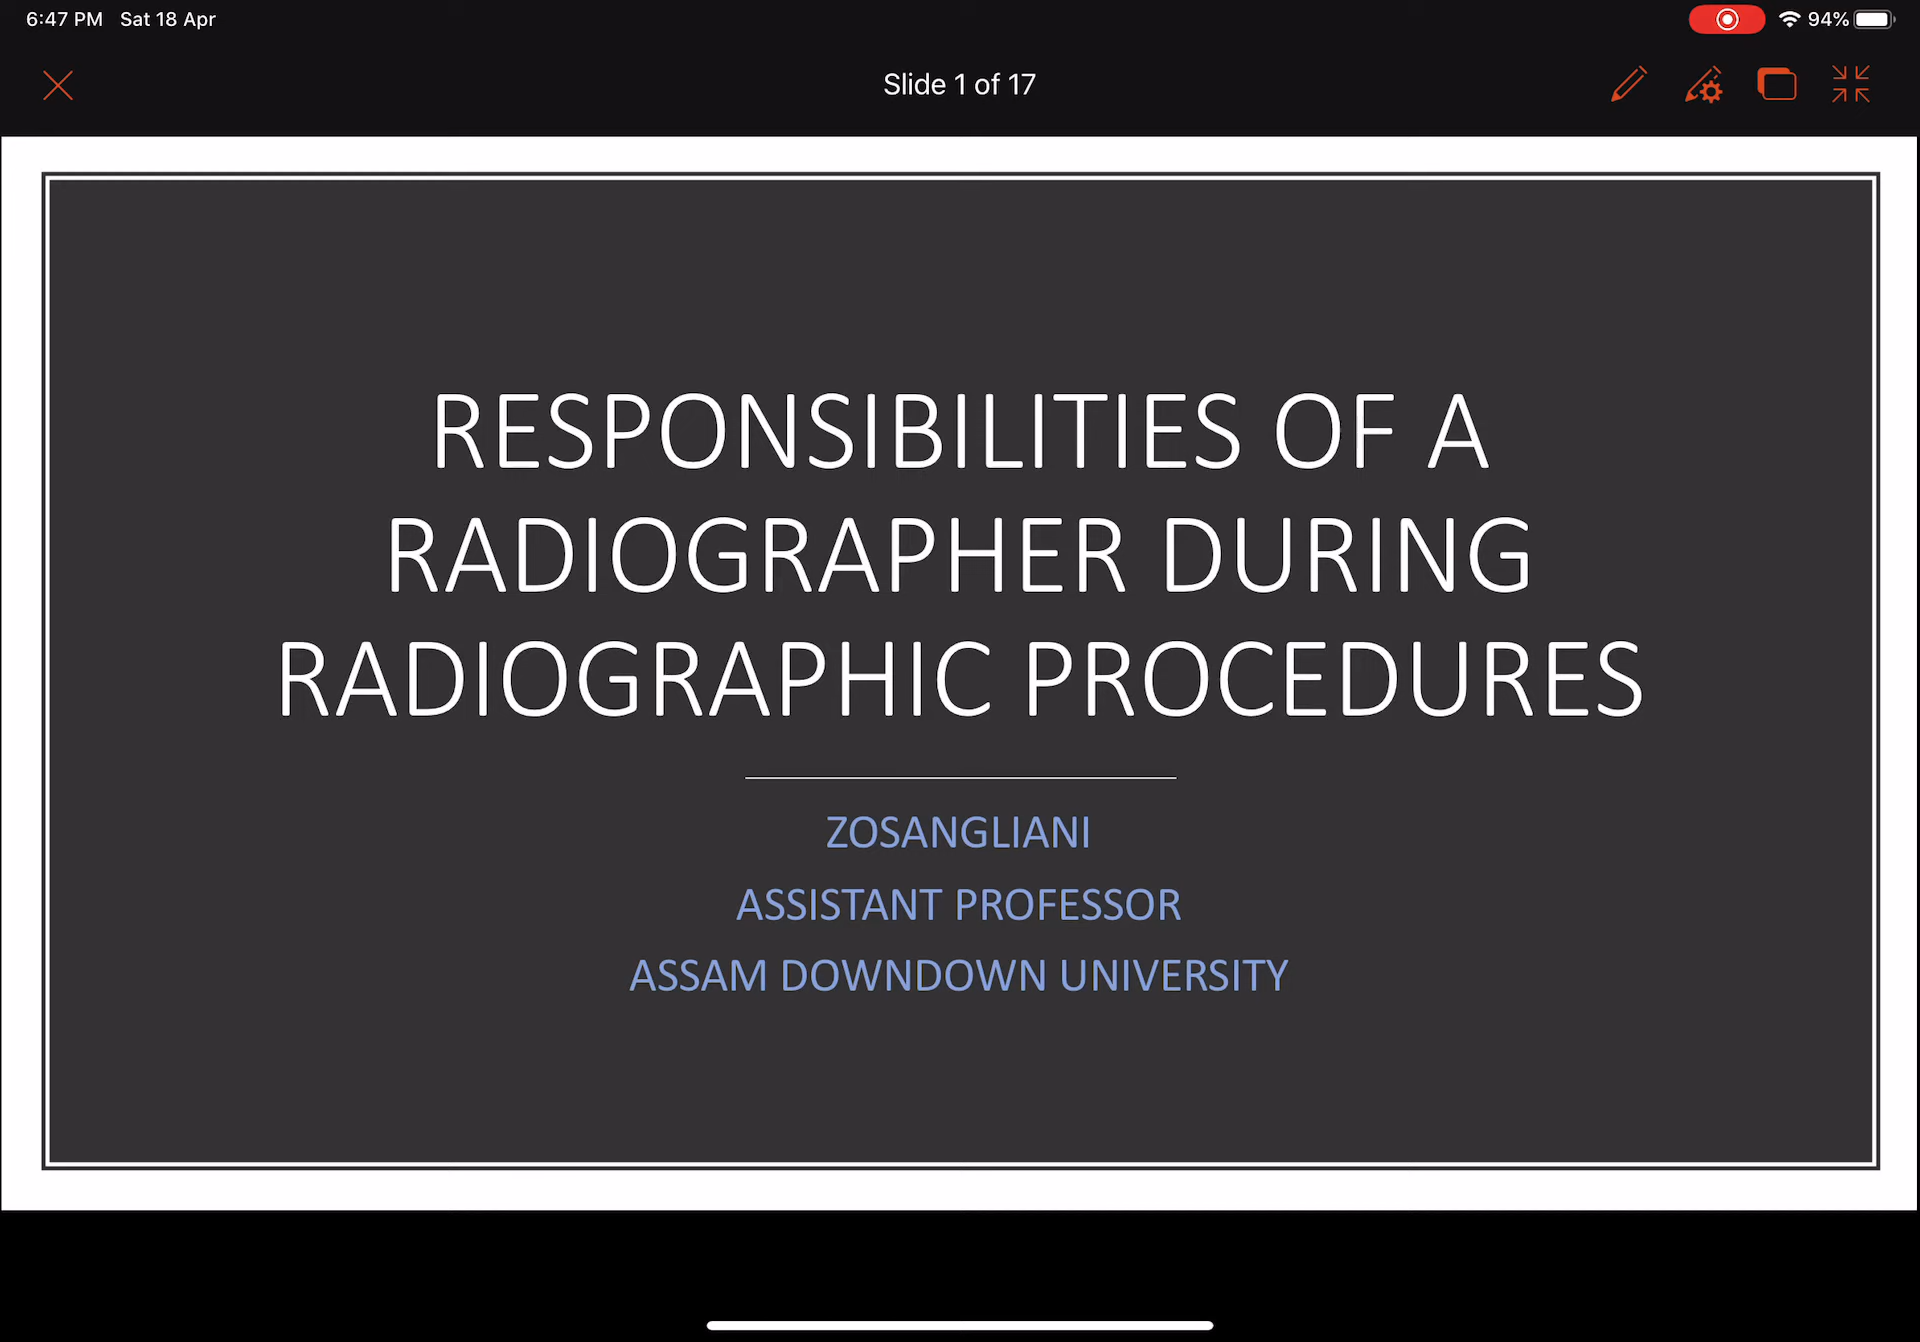 6:47 PM Sat 18 Apr
94%
Slide 1 of 17
RESPONSIBILITIES OF A
RADIOGRAPHER DURING
RADIOGRAPHIC PROCEDURES
ZOSANGLIANI
ASSISTANT PROFESSOR
ASSAM DOWNDOWN UNIVERSITY